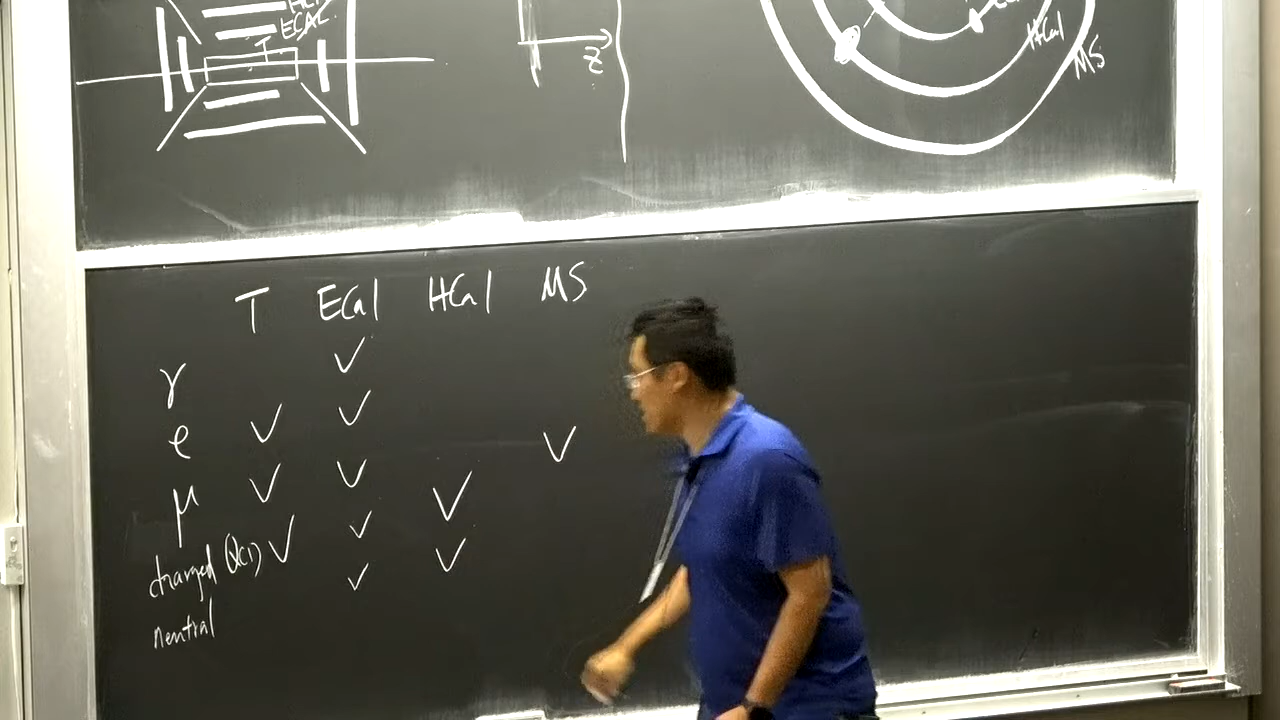 ECAL
T
z
HCal
MS
T ECal HCal MS
γ ✓
e ✓ ✓
μ ✓ ✓ ✓
charged (QCD) ✓ ✓ ✓
neutral ✓ ✓